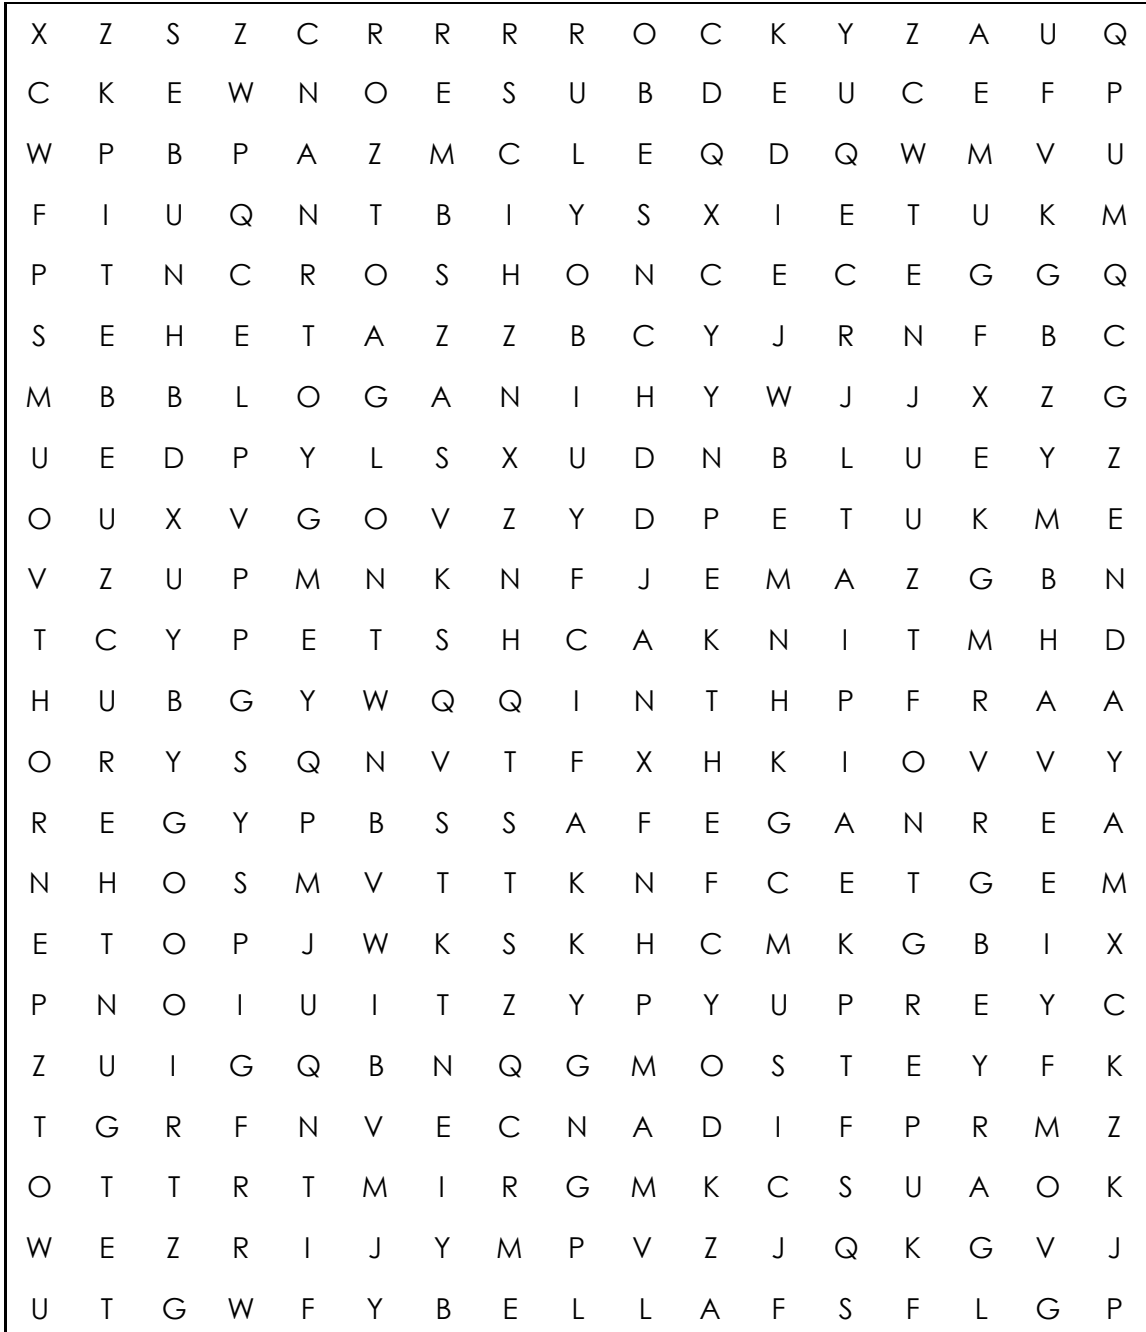 X Z S Z C R R R R O C K Y Z A U Q
C K E W N O E S U B D E U C E F P
W P B P A Z M C L E Q D Q W M V U
F I U Q N T B I Y S X I E T U K M
P T N C R O S H O N C E C E G G Q
S E H E T A Z Z B C Y J R N F B C
M B B L O G A N I H Y W J J X Z G
U E D P Y L S X U D N B L U E Y Z
O U X V G O V Z Y D P E T U K M E
V Z U P M N K N F J E M A Z G B N
T C Y P E T S H C A K N I T M H D
H U B G Y W Q Q I N T H P F R A A
O R Y S Q N V T F X H K I O V V Y
R E G Y P B S S A F E G A N R E A
N H O S M V T T K N F C E T G E M
E T O P J W K S K H C M K G B I X
P N O I U I T Z Y P Y U P R E Y C
Z U I G Q B N Q G M O S T E Y F K
T G R F N V E C N A D I F P R M Z
O T T R T M I R G M K C S U A O K
W E Z R I J Y M P V Z J Q K G V J
U T G W F Y B E L L A F S F L G P